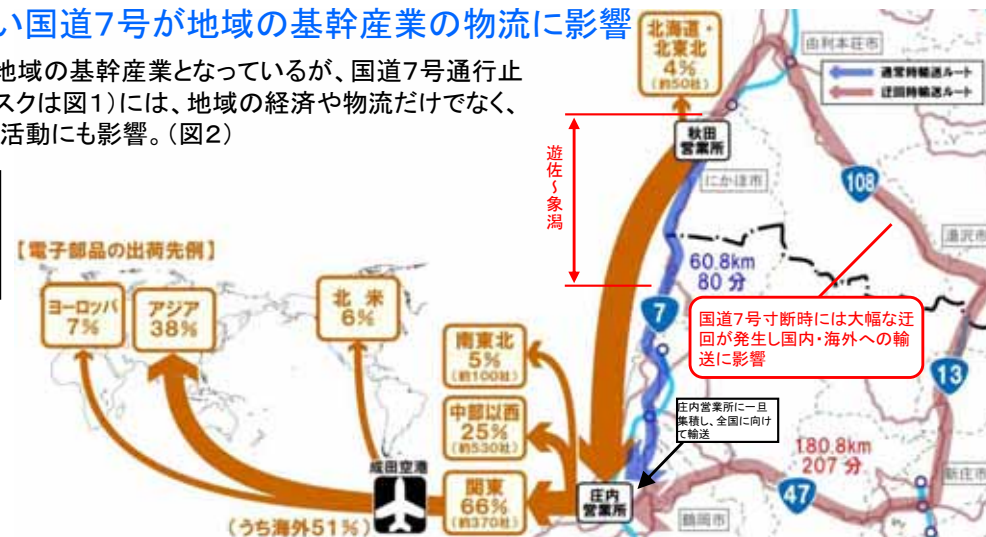 い国道7号が地域の基幹産業の物流に影響
地域の基幹産業となっているが、国道7号通行止
スクは図1)には、地域の経済や物流だけでなく、
活動にも影響。(図2)
北海道・
北東北
4%
(約50社)
由利本荘市
通常時輸送ルート
迂回時輸送ルート
秋田
営業所
遊佐~象潟
にかほ市
108
湯沢市
【電子部品の出荷先例】
60.8km
80分
ヨーロッパ
7%
アジア
38%
北米
6%
7
国道7号寸断時には大幅な迂
回が発生し国内・海外への輸
送に影響
13
南東北
5%
(約100社)
中部以西
25%
(約530社)
庄内営業所に一旦
集積し、全国に向け
て輸送
180.8km
207分
成田空港
関東
66%
(約370社)
庄内
営業所
47
新庄市
鶴岡市
(うち海外51%)